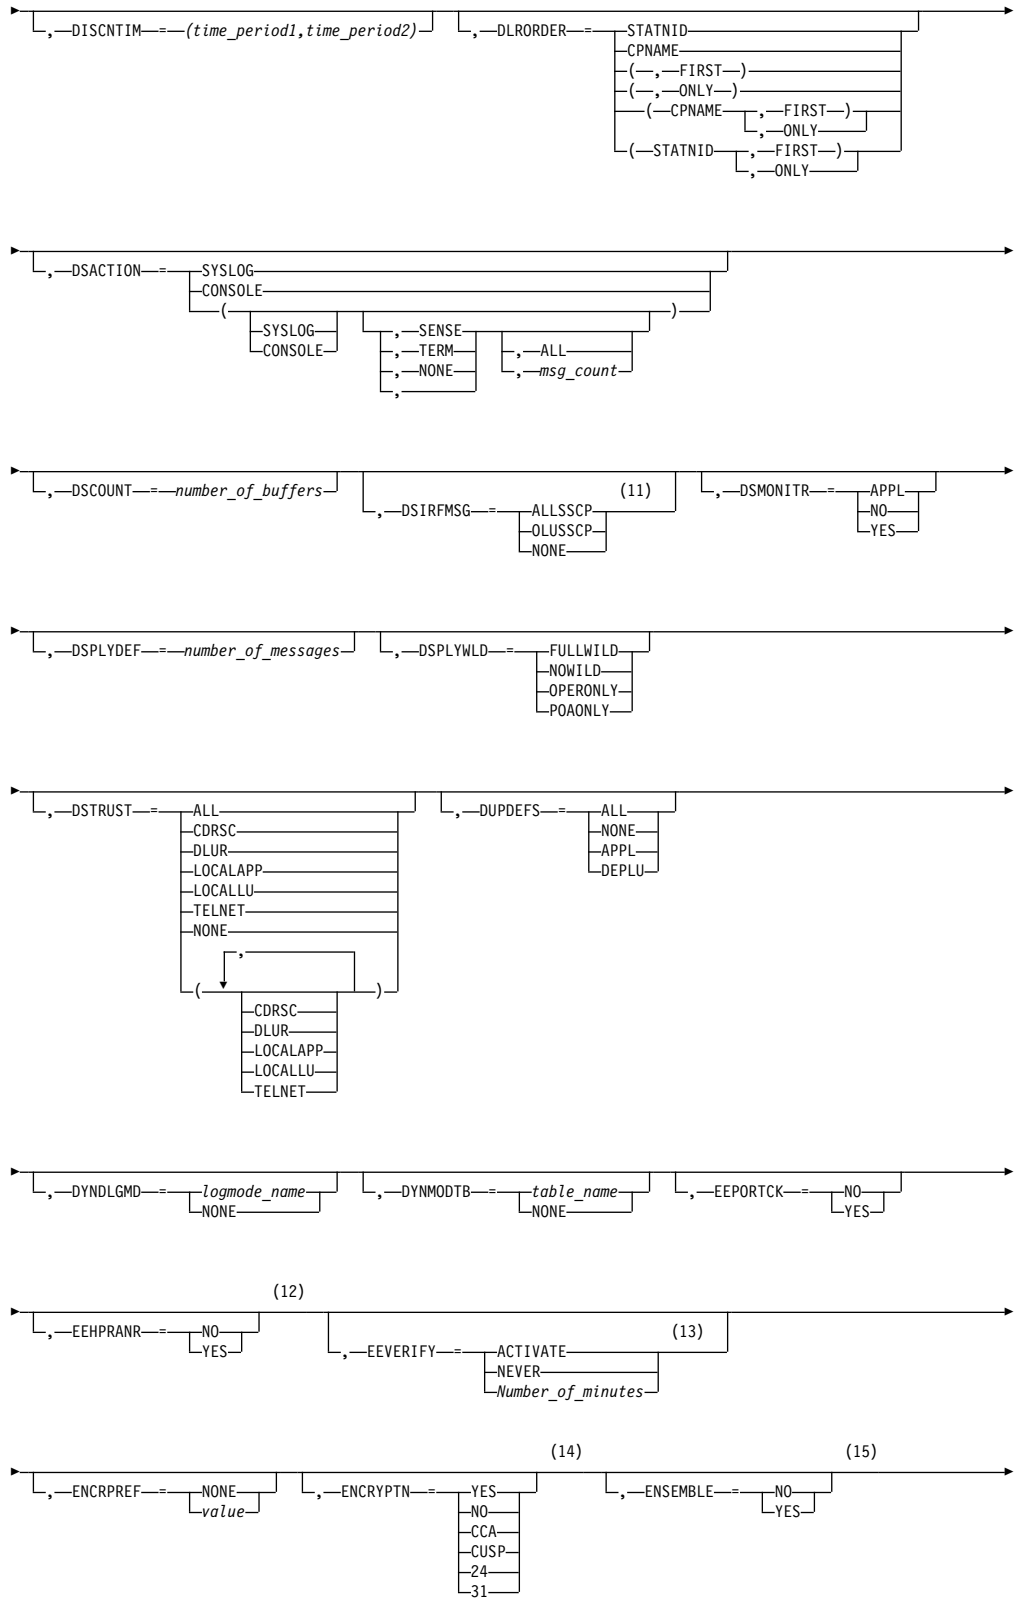 ,—DISCNTIM—=—(time_period1,time_period2) ,—DLRORDER—=—STATNID
CPNAME
(—,—FIRST—)
(—,—ONLY—)
(—CPNAME—,—FIRST—)
,—ONLY
(—STATNID—,—FIRST—)
,—ONLY
,—DSACTION—=—SYSLOG
CONSOLE
( )
SYSLOG ,—SENSE
CONSOLE ,—TERM ,—ALL
,—NONE ,—msg_count
,
,—DSCOUNT—=—number_of_buffers ,—DSIRFMSG—=—ALLSSCP (11) ,—DSMONITR—=—APPL
OLUSSCP NO
NONE YES
,—DSPLYDEF—=—number_of_messages ,—DSPLYWLD—=—FULLWILD
NOWILD
OPERONLY
POAONLY
,—DSTRUST—=—ALL ,—DUPDEFS—=—ALL
CDRSC NONE
DLUR APPL
LOCALAPP DEPLU
LOCALLU
TELNET
NONE
,
( )
CDRSC
DLUR
LOCALAPP
LOCALLU
TELNET
,—DYNDLGMD—=—logmode_name ,—DYNMODTB—=—table_name ,—EEPORTCK—=—NO
NONE NONE YES
(12)
,—EEHPRANR—=—NO (13)
YES ,—EEVERIFY—=—ACTIVATE
NEVER
Number_of_minutes
(14) (15)
,—ENCRPREF—=—NONE ,—ENCRYPTN—=—YES ,—ENSEMBLE—=—NO
value NO YES
CCA
CUSP
24
31